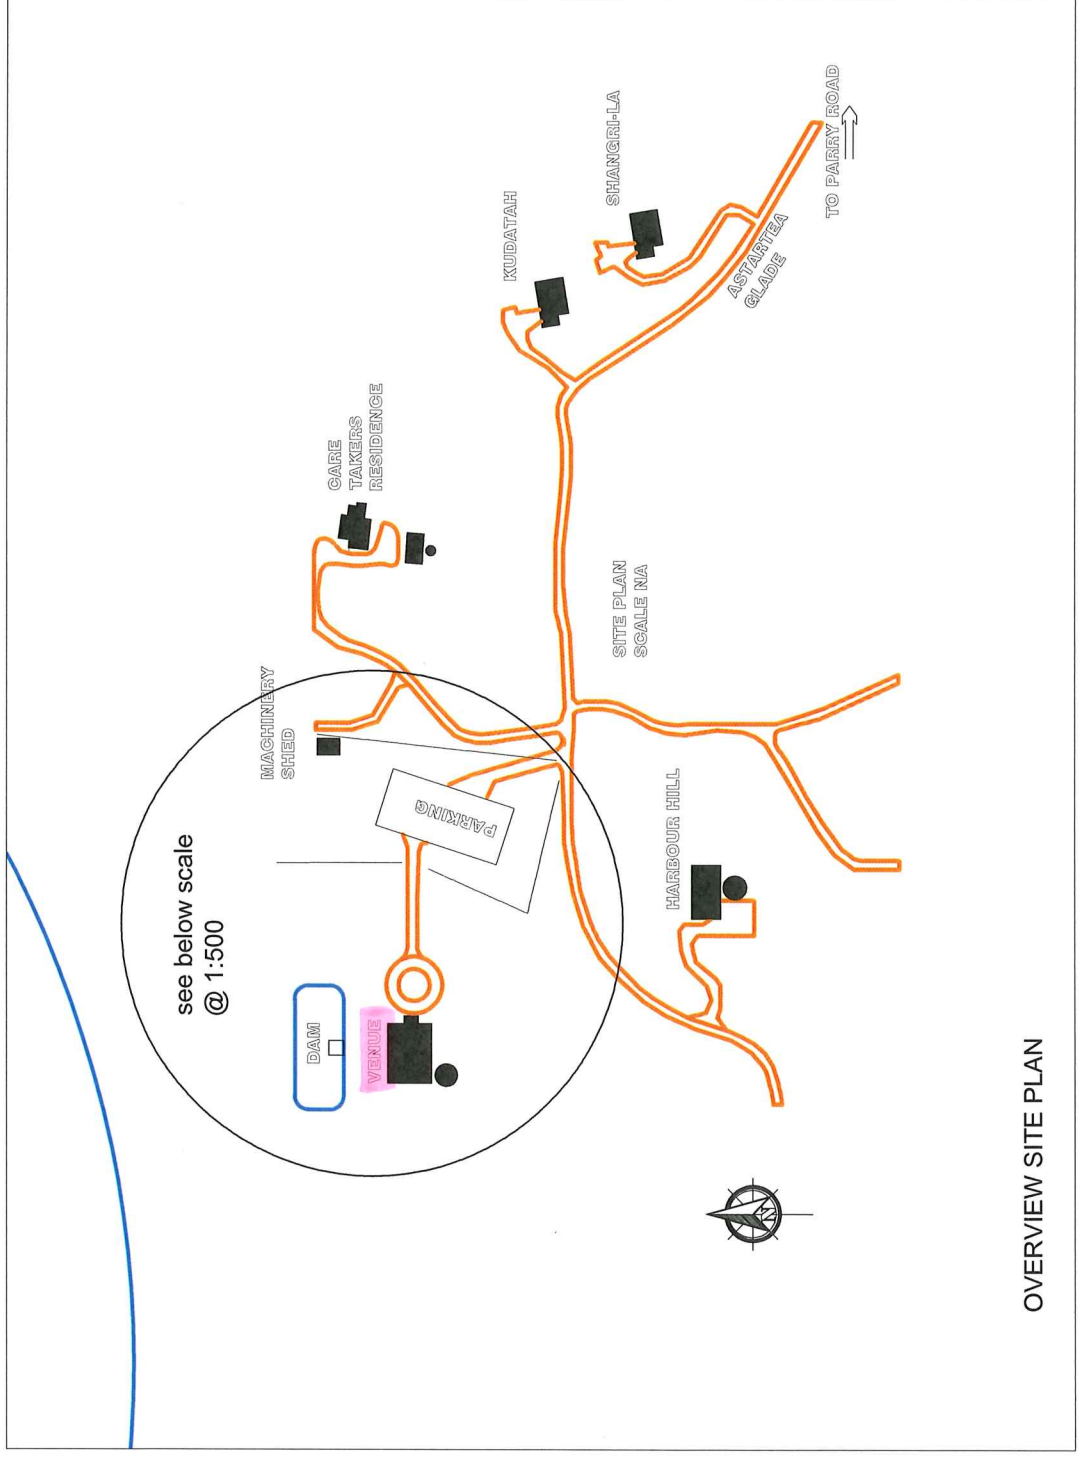 see below scale
@ 1:500
MACHINERY
SHED
CARE
TAKERS
RESIDENCE
KUDATAH
SHANGRI-LA
DAM
VENUE
PARKING
SITE PLAN
SCALE NA
HARBOUR HILL
ASTARTEA
GLADE
TO PARRY ROAD
N
OVERVIEW SITE PLAN